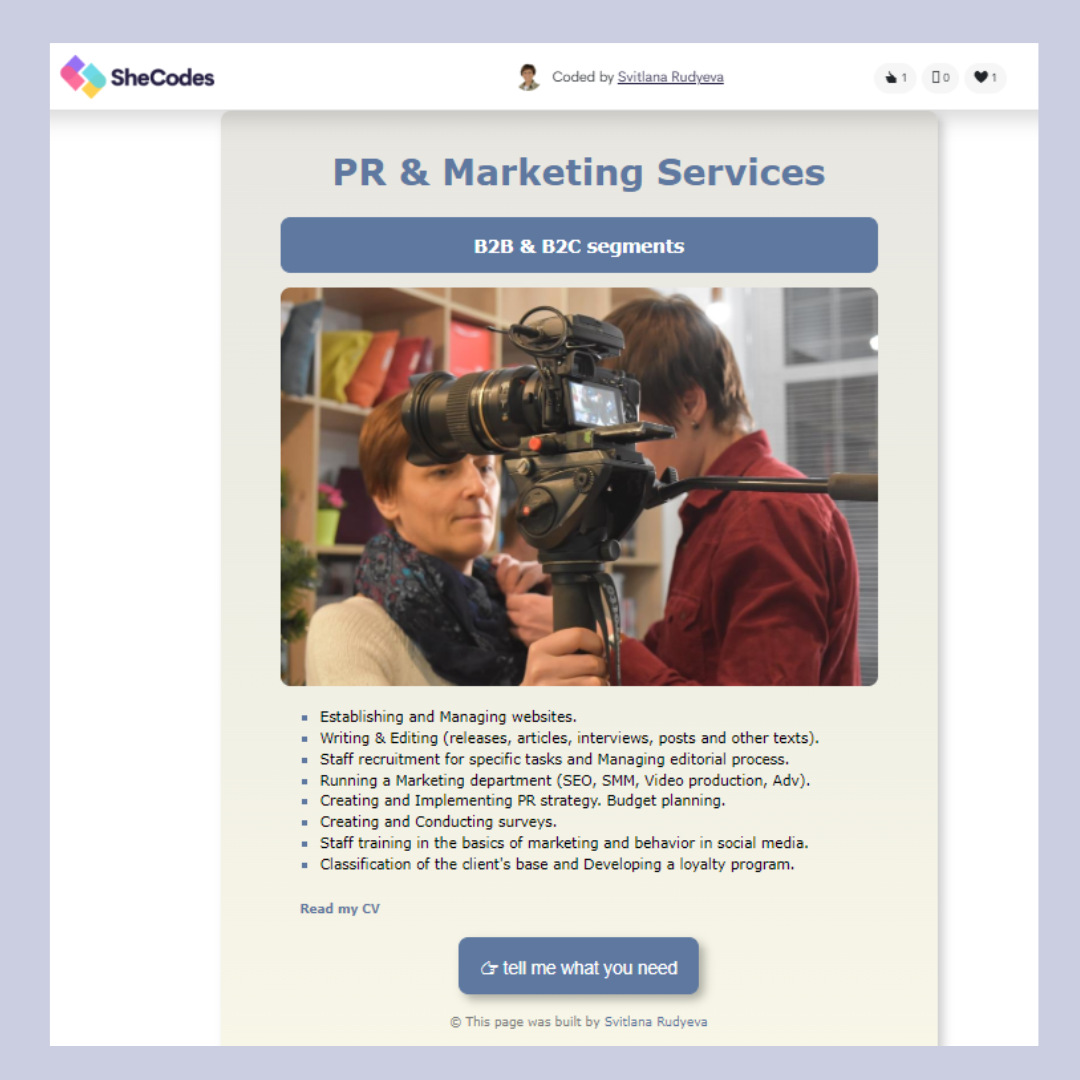 SheCodes
Coded by Svitlana Rudyeva
1
0
1
PR & Marketing Services
B2B & B2C segments
Establishing and Managing websites.
Writing & Editing (releases, articles, interviews, posts and other texts).
Staff recruitment for specific tasks and Managing editorial process.
Running a Marketing department (SEO, SMM, Video production, Adv).
Creating and Implementing PR strategy. Budget planning.
Creating and Conducting surveys.
Staff training in the basics of marketing and behavior in social media.
Classification of the client's base and Developing a loyalty program.
Read my CV
👉 tell me what you need
© This page was built by Svitlana Rudyeva